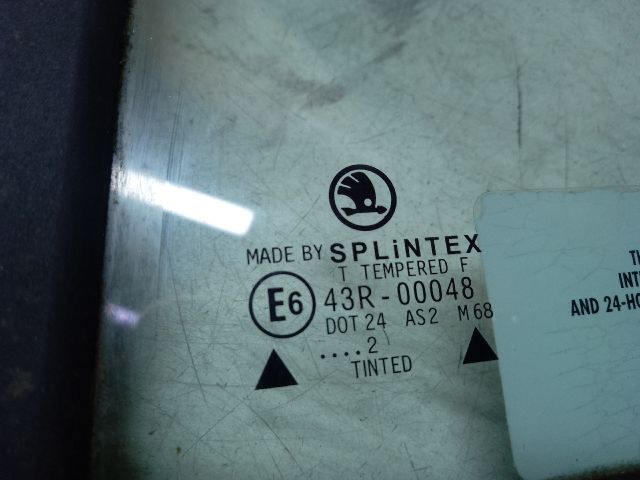 MADE BY SPLiNTEX
T TEMPERED F
E6 43R-00048
DOT 24 AS2 M68
....2
TINTED
AND 24-HO